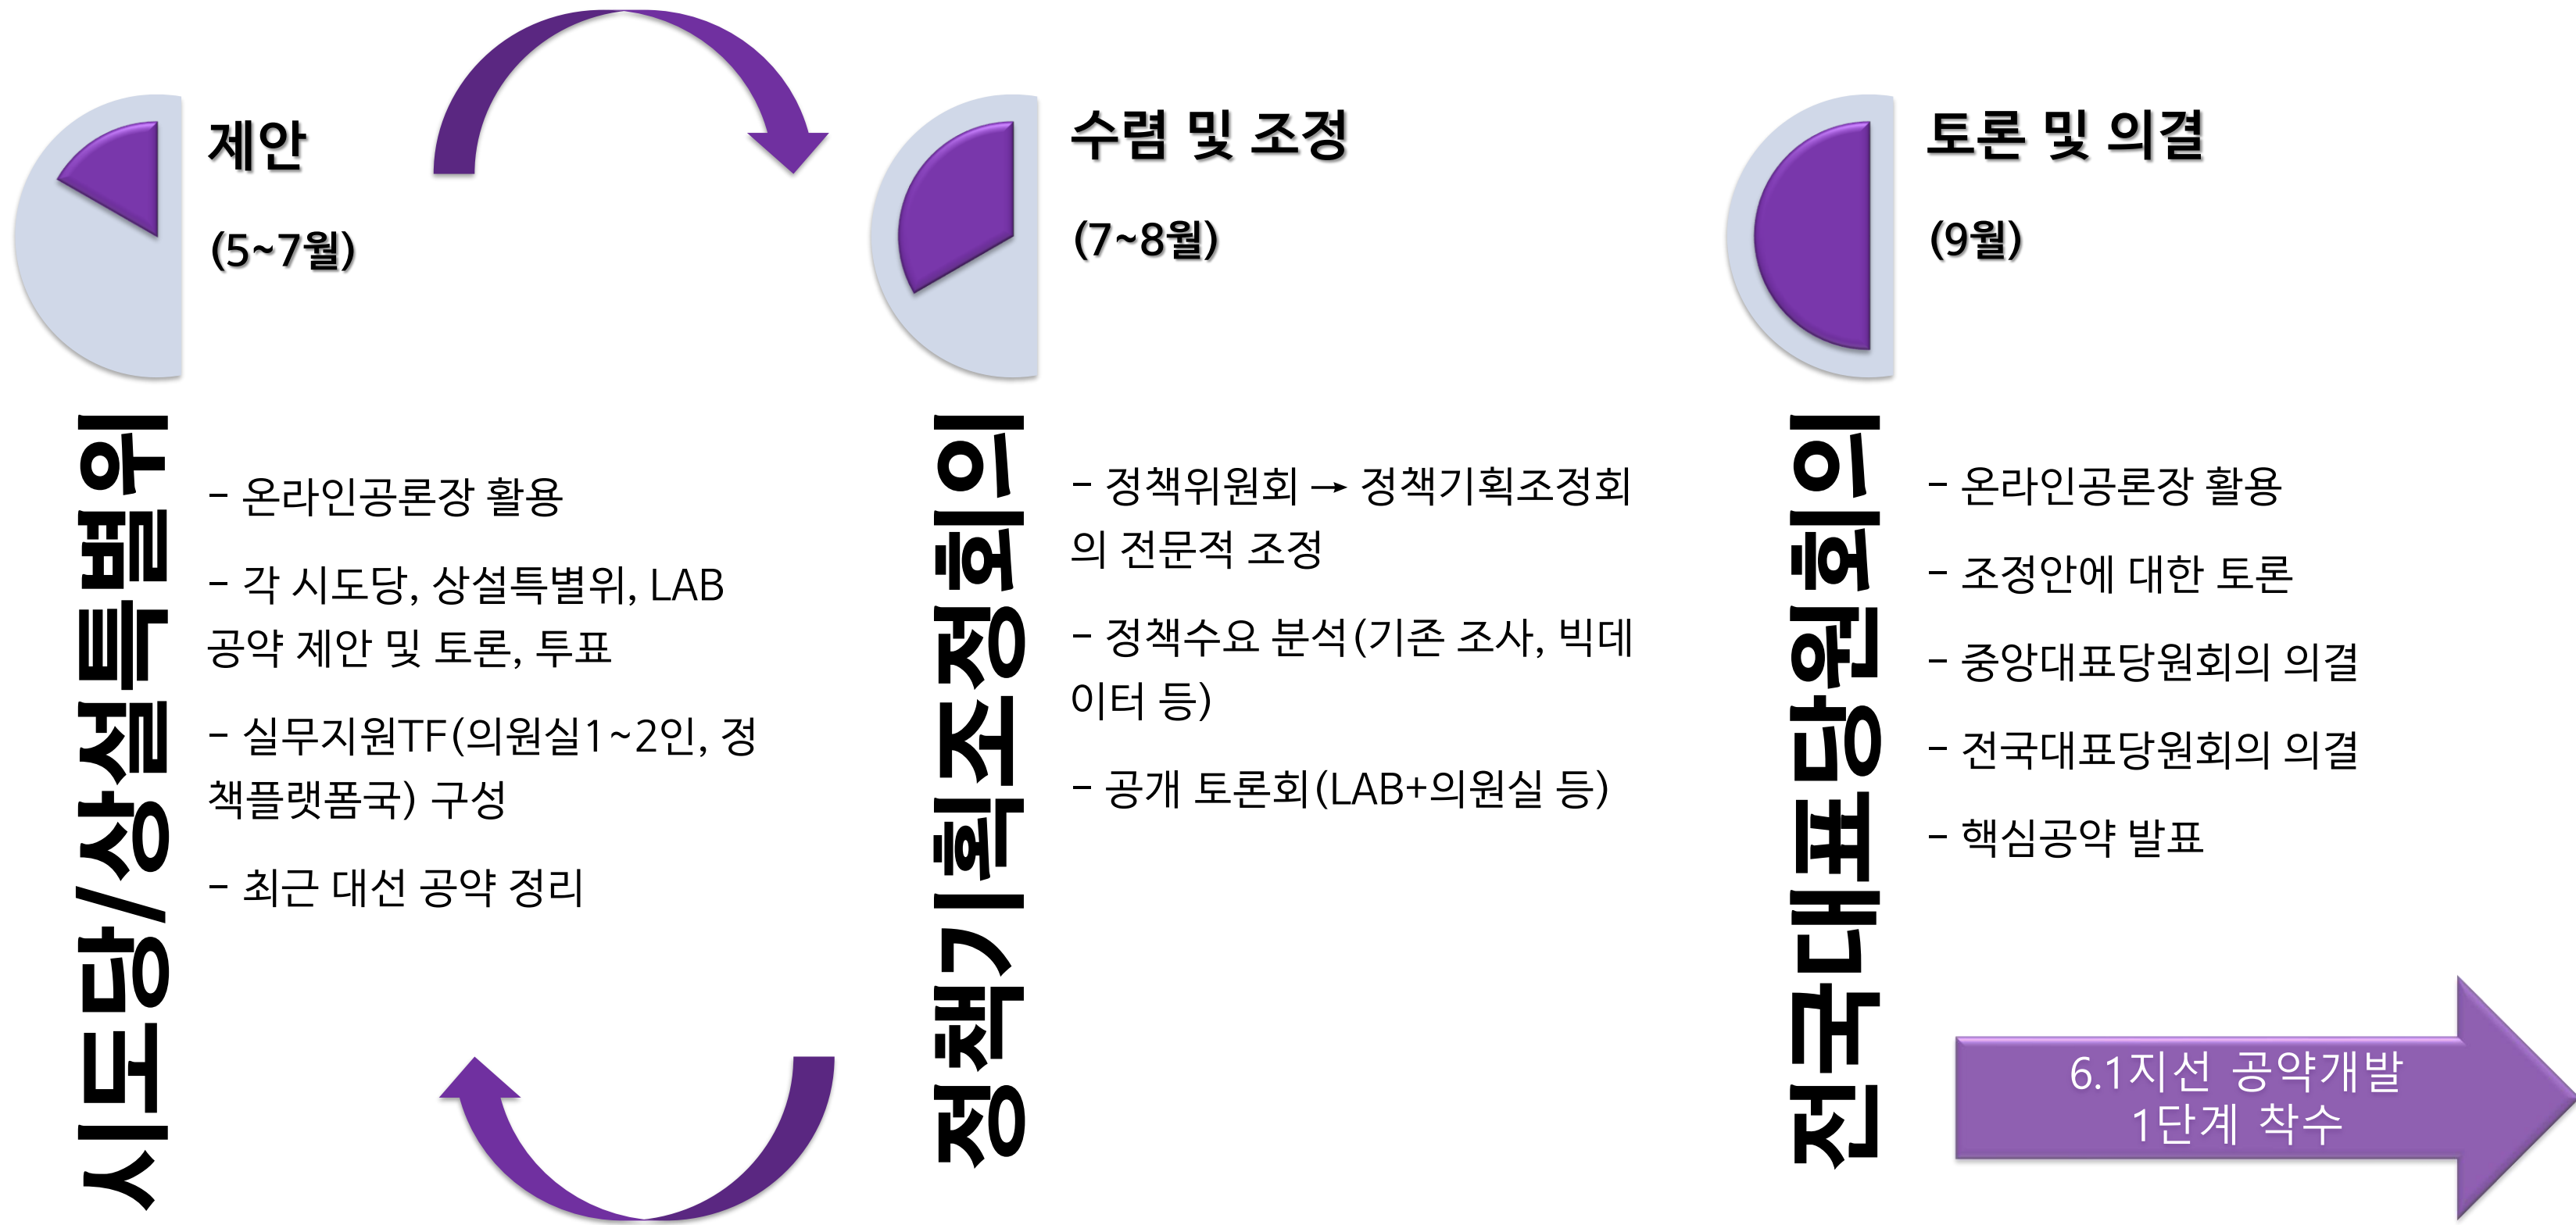 제안
(5~7월)
시도당/상설특별위
- 온라인공론장 활용
- 각 시도당, 상설특별위, LAB
공약 제안 및 토론, 투표
- 실무지원TF(의원실1~2인, 정
책플랫폼국) 구성
- 최근 대선 공약 정리
수렴 및 조정
(7~8월)
정책기획조정회의
- 정책위원회 → 정책기획조정회
의 전문적 조정
- 정책수요 분석(기존 조사, 빅데
이터 등)
- 공개 토론회(LAB+의원실 등)
토론 및 의결
(9월)
전국대표당원회의
- 온라인공론장 활용
- 조정안에 대한 토론
- 중앙대표당원회의 의결
- 전국대표당원회의 의결
- 핵심공약 발표
6.1지선 공약개발
1단계 착수